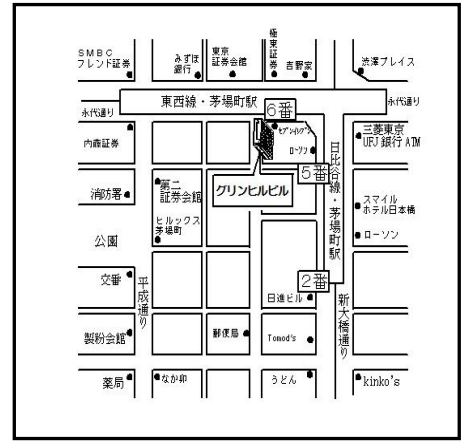 SMBC
フレンド証券
みずほ
銀行
東京
証券会館
極東証券
吉野家
渋澤プレイス
永代通り
東西線・茅場町駅
6番
永代通り
内藤証券
セブンイレブン
ローソン
三菱東京
UFJ銀行ATM
5番
消防署
第二
証券会館
グリンヒルビル
日比谷線・茅場町駅
スマイル
ホテル日本橋
ヒルックス
茅場町
ローソン
公園
交番
平成通り
2番
日進ビル
新大橋通り
製粉会館
郵便局
Tomod's
薬局
なか卯
うどん
kinko's